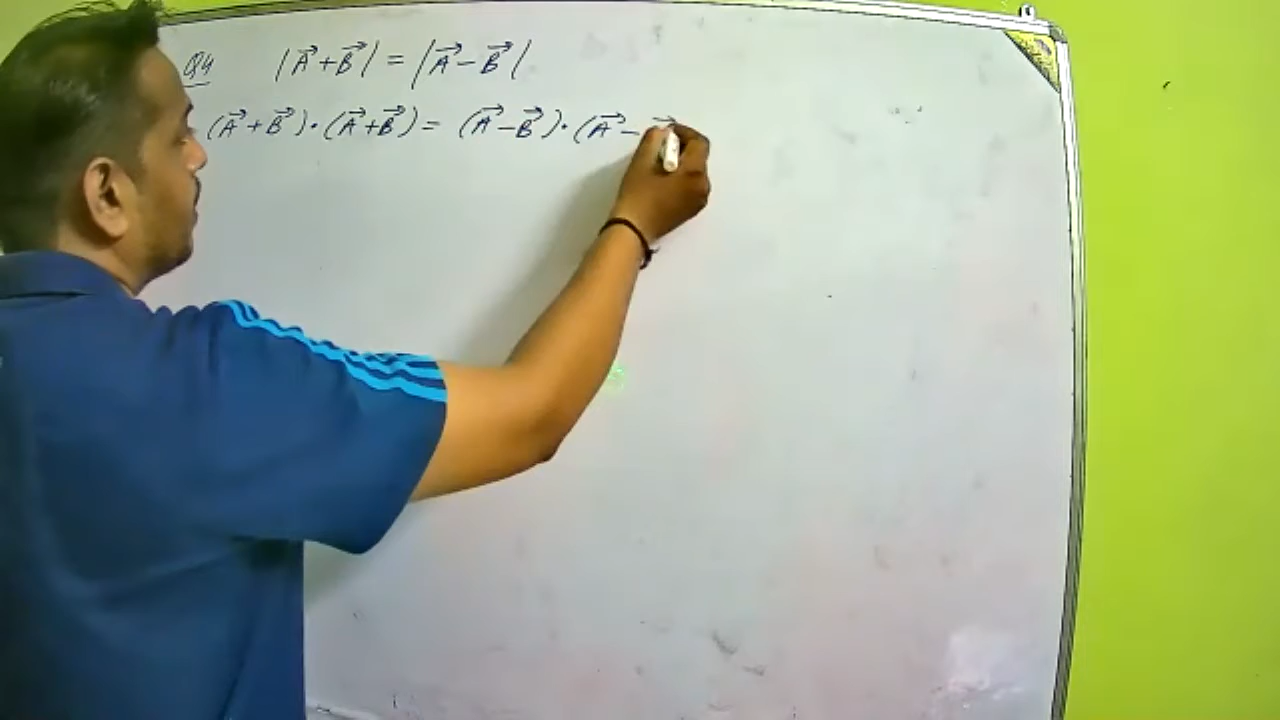 Q4 |A⃗+B⃗| = |A⃗-B⃗|
(A⃗+B⃗)·(A⃗+B⃗) = (A⃗-B⃗)·(A⃗-